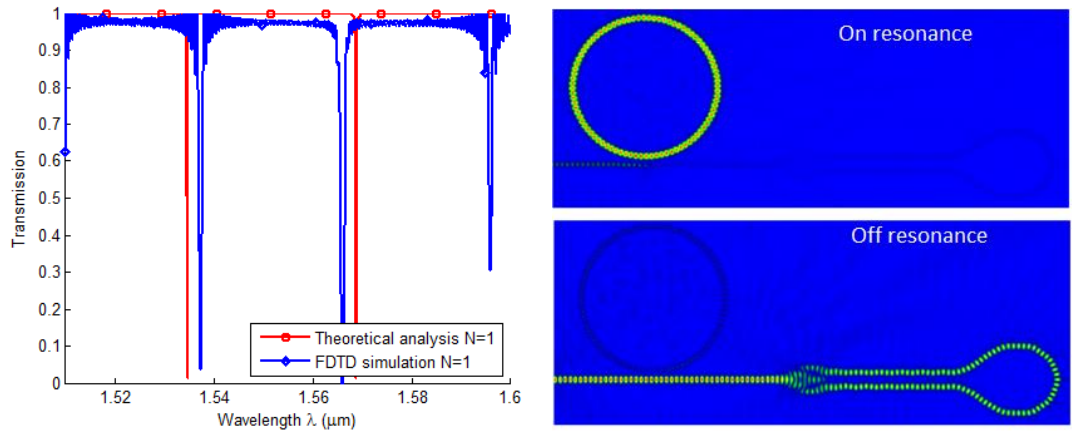 1
0.9
0.8
0.7
0.6
0.5
0.4
0.3
0.2
0.1
0
Transmission
1.52
1.54
1.56
1.58
1.6
Wavelength λ (μm)
Theoretical analysis N=1
FDTD simulation N=1
On resonance
Off resonance